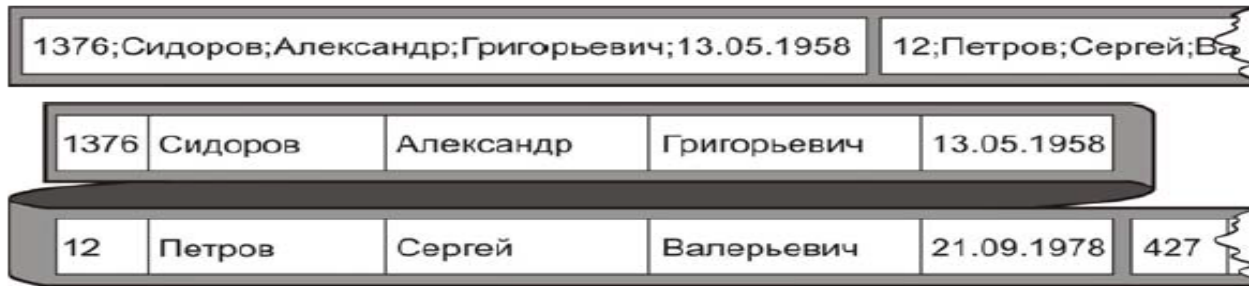 1376;Сидоров;Александр;Григорьевич;13.05.1958 12;Петров;Сергей;Ва
1376 Сидоров Александр Григорьевич 13.05.1958
12 Петров Сергей Валерьевич 21.09.1978 427